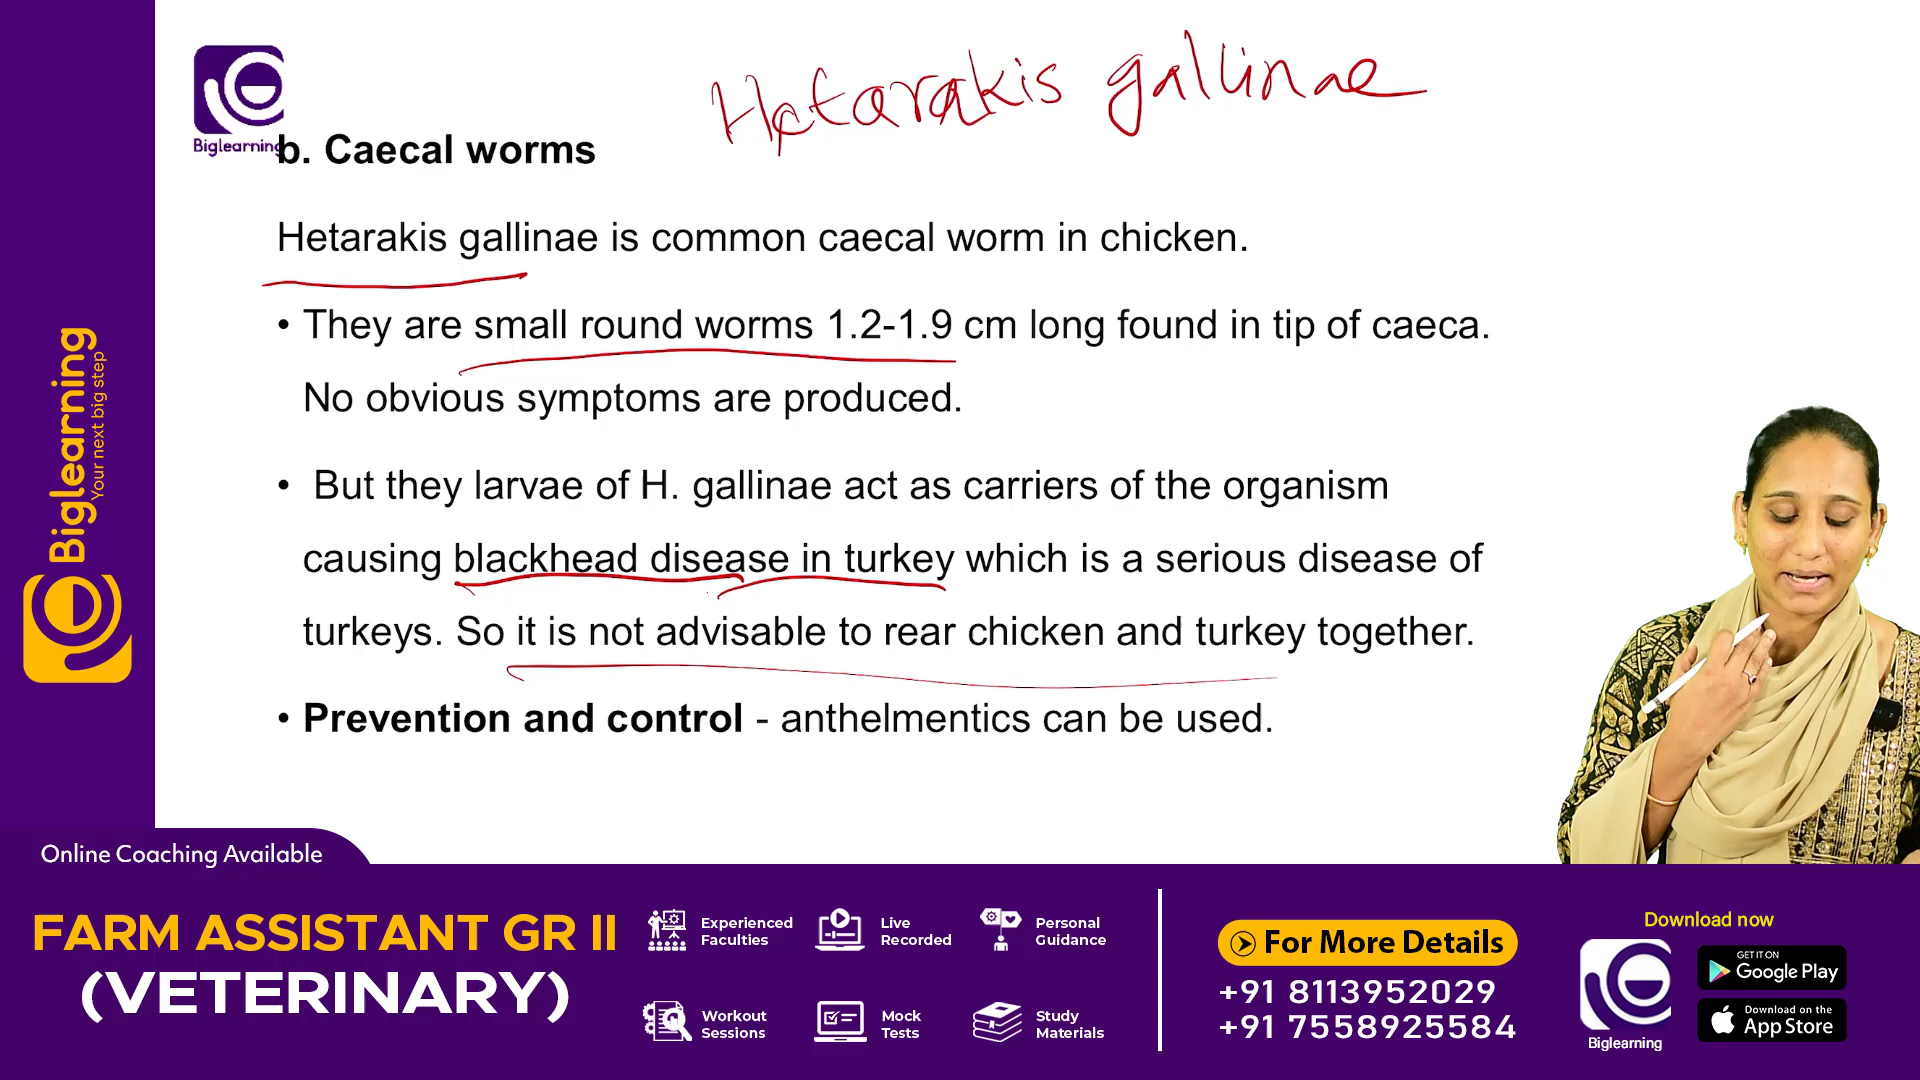 Hetarakis gallinae
Biglearning
b. Caecal worms
Hetarakis gallinae is common caecal worm in chicken.
• They are small round worms 1.2-1.9 cm long found in tip of caeca.
No obvious symptoms are produced.
• But they larvae of H. gallinae act as carriers of the organism
causing blackhead disease in turkey which is a serious disease of
turkeys. So it is not advisable to rear chicken and turkey together.
• Prevention and control - anthelmentics can be used.
Biglearning
Your next big step
Online Coaching Available
FARM ASSISTANT GR II
(VETERINARY)
Experienced
Faculties
Live
Recorded
Personal
Guidance
Workout
Sessions
Mock
Tests
Study
Materials
For More Details
+91 8113952029
+91 7558925584
Download now
Biglearning
GET IT ON
Google Play
Download on the
App Store